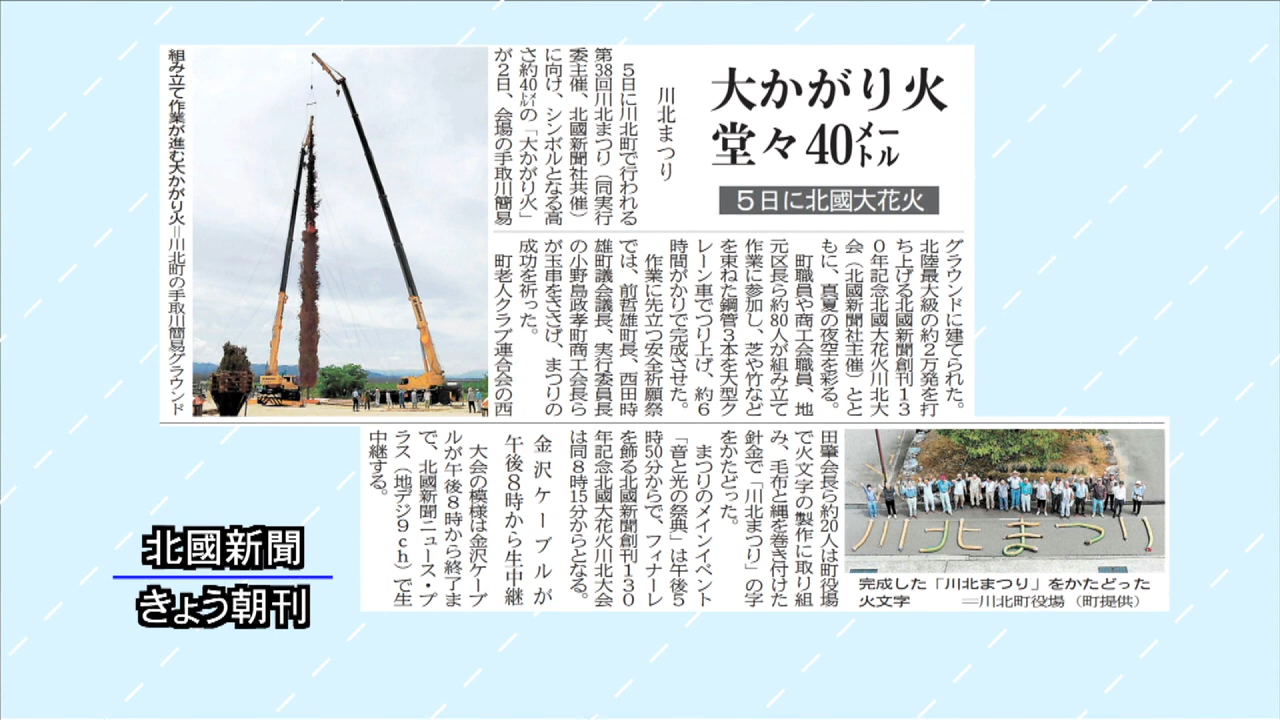 大かがり火
堂々40メートル
5日に北國大花火
川北まつり
5日に川北町で行われる
第38回川北まつり(同実行
委主催、北國新聞社共催)
に向け、シンボルとなる高
さ約40メートルの「大かがり火」
が2日、会場の手取川簡易
グラウンドに建てられた。
北陸最大級の約2万発を打
ち上げる北國新聞創刊13
0年記念北國大花火川北大
会(北國新聞社主催)とと
もに、真夏の夜空を彩る。
町職員や商工会職員、地
元区長ら約80人が組み立て
作業に参加し、芝や竹など
を束ねた鋼管3本を大型ク
レーン車でつり上げ、約6
時間がかりで完成させた。
作業に先立つ安全祈願祭
では、前哲雄町長、西田時
雄町議会議長、実行委員長
の小野島政孝町商工会長ら
が玉串をささげ、まつりの
成功を祈った。
町老人クラブ連合会の西
田肇会長ら約20人は町役場
で火文字の製作に取り組
み、毛布と縄を巻き付けた
針金で「川北まつり」の字
をかたどった。
まつりのメインイベント
「音と光の祭典」は午後5
時50分からで、フィナーレ
を飾る北國新聞創刊130
年記念北國大花火川北大会
は同8時15分からとなる。
金沢ケーブルが
午後8時から生中継
大会の模様は金沢ケーブ
ルが午後8時から終了ま
で、北國新聞ニュース・プ
ラス(地デジ9ch)で生
中継する。
組み立て作業が進む大かがり火=川北町の手取川簡易グラウンド
川北まつり
完成した「川北まつり」をかたどった
火文字 =川北町役場(町提供)
北國新聞
きょう朝刊